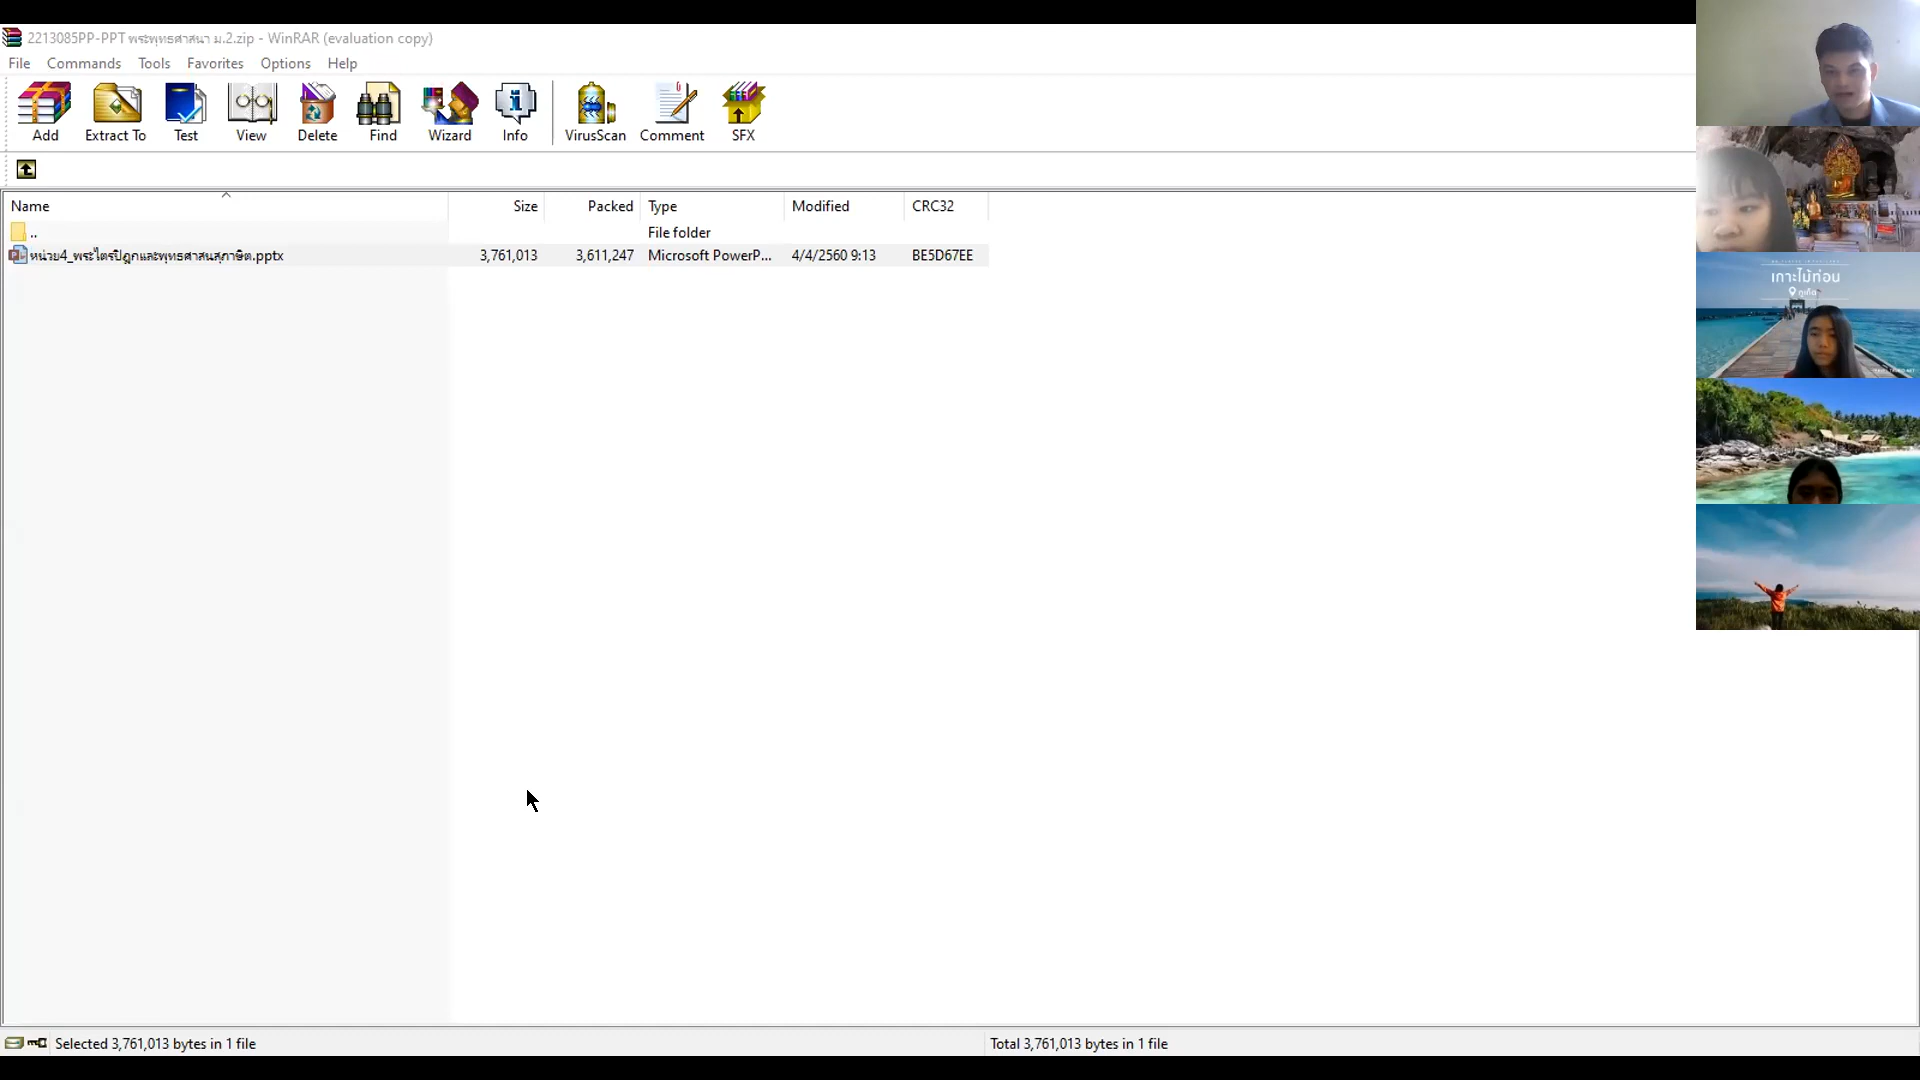 2213085PP-PPT พระพุทธศาสนา ม.2.zip - WinRAR (evaluation copy)
File Commands Tools Favorites Options Help
Add Extract To Test View Delete Find Wizard Info VirusScan Comment SFX
Name Size Packed Type Modified CRC32
.. File folder
หน่วย4_พระไตรปิฎกและพุทธศาสนสุภาษิต.pptx 3,761,013 3,611,247 Microsoft PowerP... 4/4/2560 9:13 BE5D67EE
เกาะไม้ท่อน
ภูเก็ต
Selected 3,761,013 bytes in 1 file Total 3,761,013 bytes in 1 file